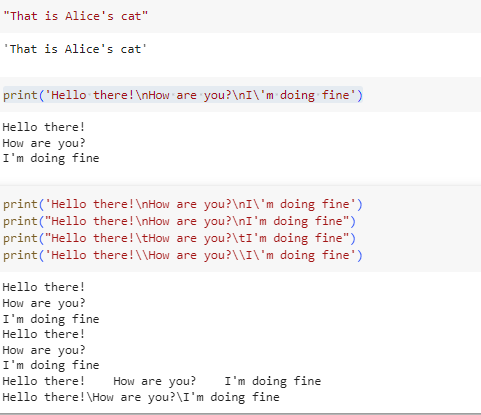 "That is Alice's cat"
'That is Alice's cat'
print('Hello there!\nHow are you?\nI\'m doing fine')
Hello there!
How are you?
I'm doing fine
print('Hello there!\nHow are you?\nI\'m doing fine')
print("Hello there!\nHow are you?\nI'm doing fine")
print("Hello there!\tHow are you?\tI'm doing fine")
print('Hello there!\\How are you?\\I\'m doing fine')
Hello there!
How are you?
I'm doing fine
Hello there!
How are you?
I'm doing fine
Hello there!    How are you?    I'm doing fine
Hello there!\How are you?\I'm doing fine